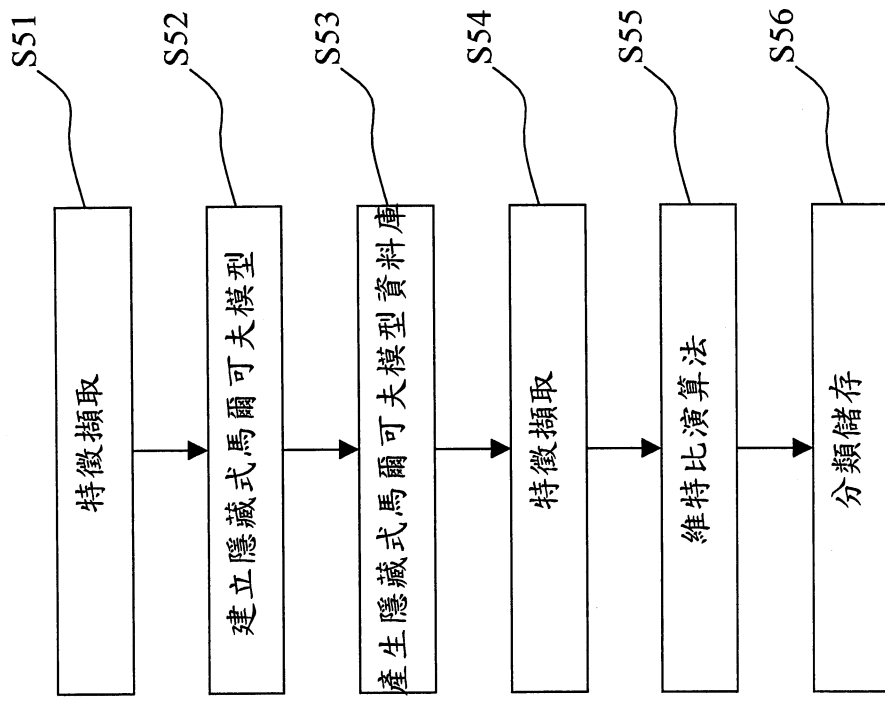 S51
特徵擷取
S52
建立隱藏式馬爾可夫模型
S53
產生隱藏式馬爾可夫模型資料庫
S54
特徵擷取
S55
維特比演算法
S56
分類儲存